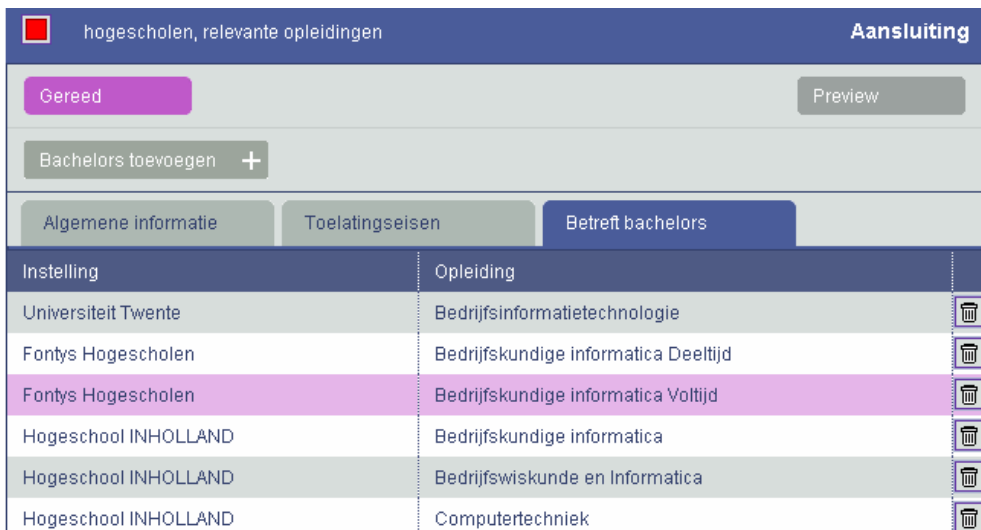 hogescholen, relevante opleidingen Aansluiting
Gereed Preview
Bachelors toevoegen +
Algemene informatie Toelatingseisen Betreft bachelors
Instelling Opleiding
Universiteit Twente Bedrijfsinformatietechnologie
Fontys Hogescholen Bedrijfskundige informatica Deeltijd
Fontys Hogescholen Bedrijfskundige informatica Voltijd
Hogeschool INHOLLAND Bedrijfskundige informatica
Hogeschool INHOLLAND Bedrijfswiskunde en Informatica
Hogeschool INHOLLAND Computertechniek